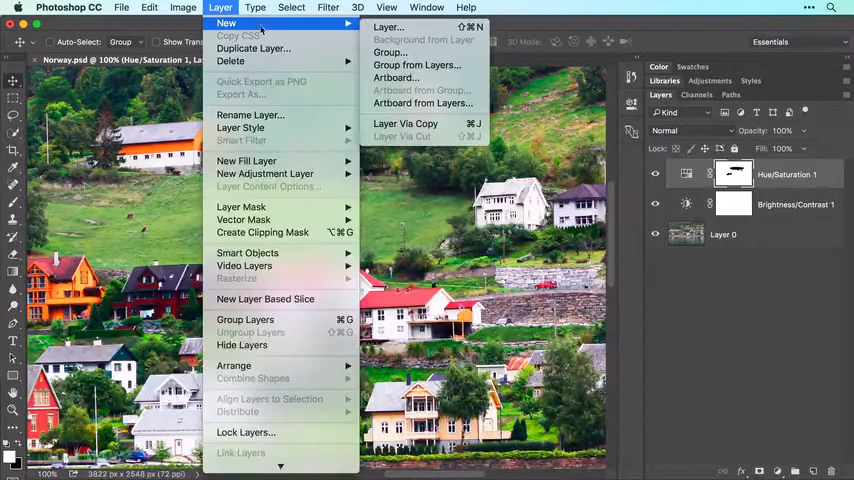 Photoshop CC File Edit Image Layer Type Select Filter 3D View Window Help
Auto-Select: Group Show Trans 3D Mode: Essentials
Norway.psd @ 100% (Hue/Saturation 1, La
New
Copy CSS
Duplicate Layer...
Delete
Quick Export as PNG
Export As...
Rename Layer...
Layer Style
Smart Filter
New Fill Layer
New Adjustment Layer
Layer Content Options...
Layer Mask
Vector Mask
Create Clipping Mask ⌥⌘G
Smart Objects
Video Layers
Rasterize
New Layer Based Slice
Group Layers ⌘G
Ungroup Layers ⇧⌘G
Hide Layers
Arrange
Combine Shapes
Align Layers to Selection
Distribute
Lock Layers...
Link Layers
Layer... ⇧⌘N
Background from Layer
Group...
Group from Layers...
Artboard...
Artboard from Group...
Artboard from Layers...
Layer Via Copy ⌘J
Layer Via Cut ⇧⌘J
Color Swatches
Libraries Adjustments Styles
Layers Channels Paths
Kind
Normal Opacity: 100%
Lock: Fill: 100%
Hue/Saturation 1
Brightness/Contrast 1
Layer 0
100% 3822 px x 2548 px (72 ppi)